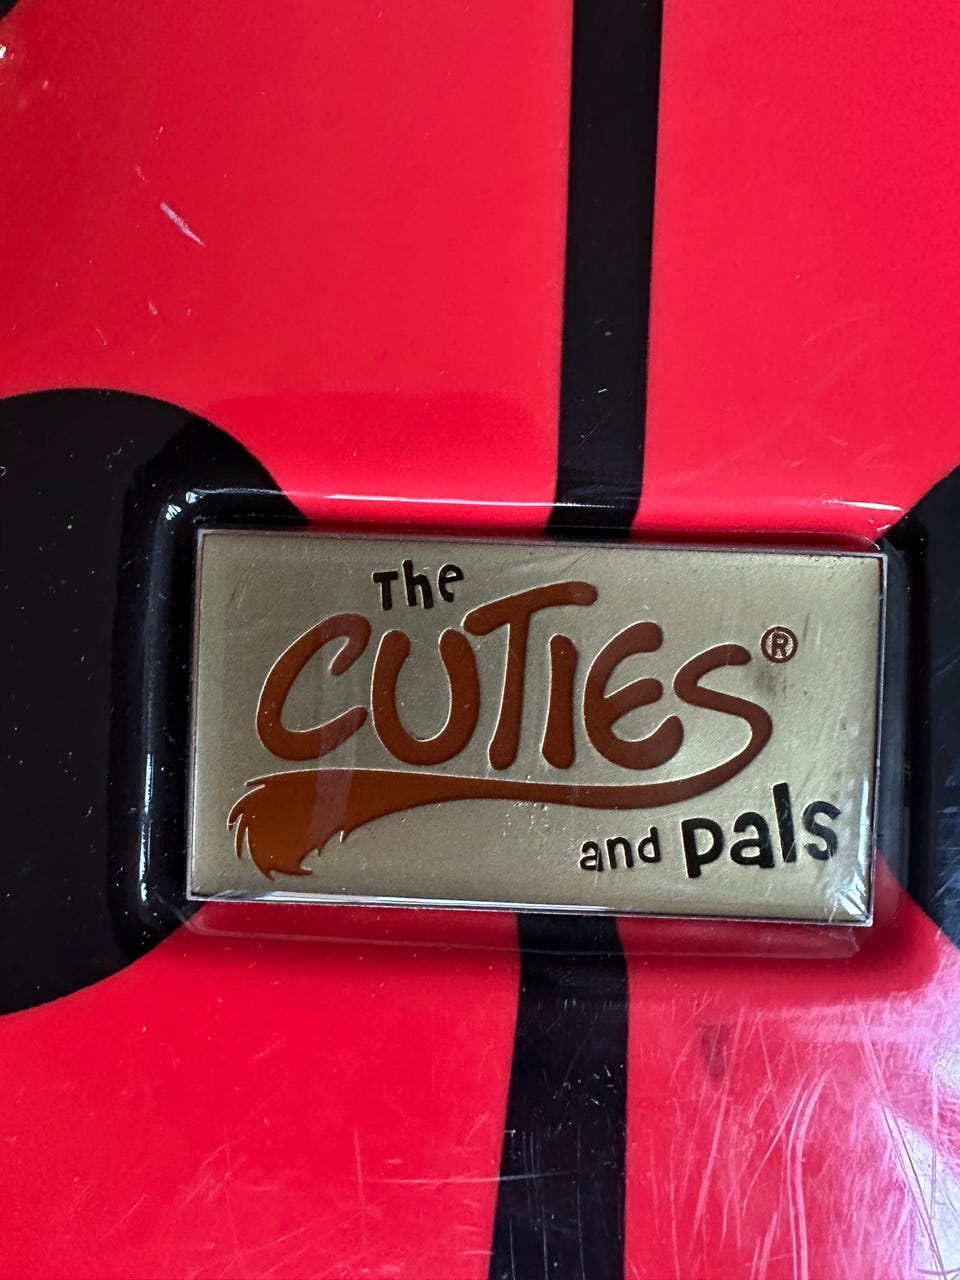 The
CUTIES®
and pals